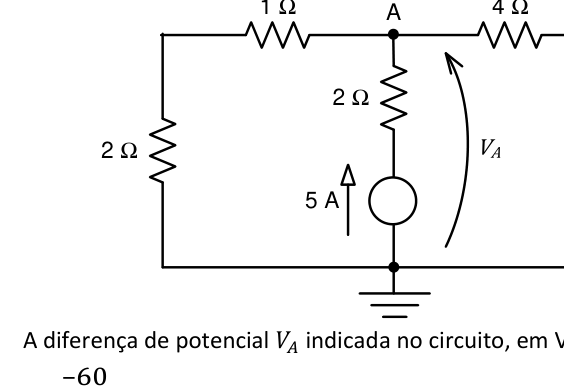 1 Ω
A
4 Ω
2 Ω
2 Ω
V_A
5 A
A diferença de potencial V_A indicada no circuito, em V
−60